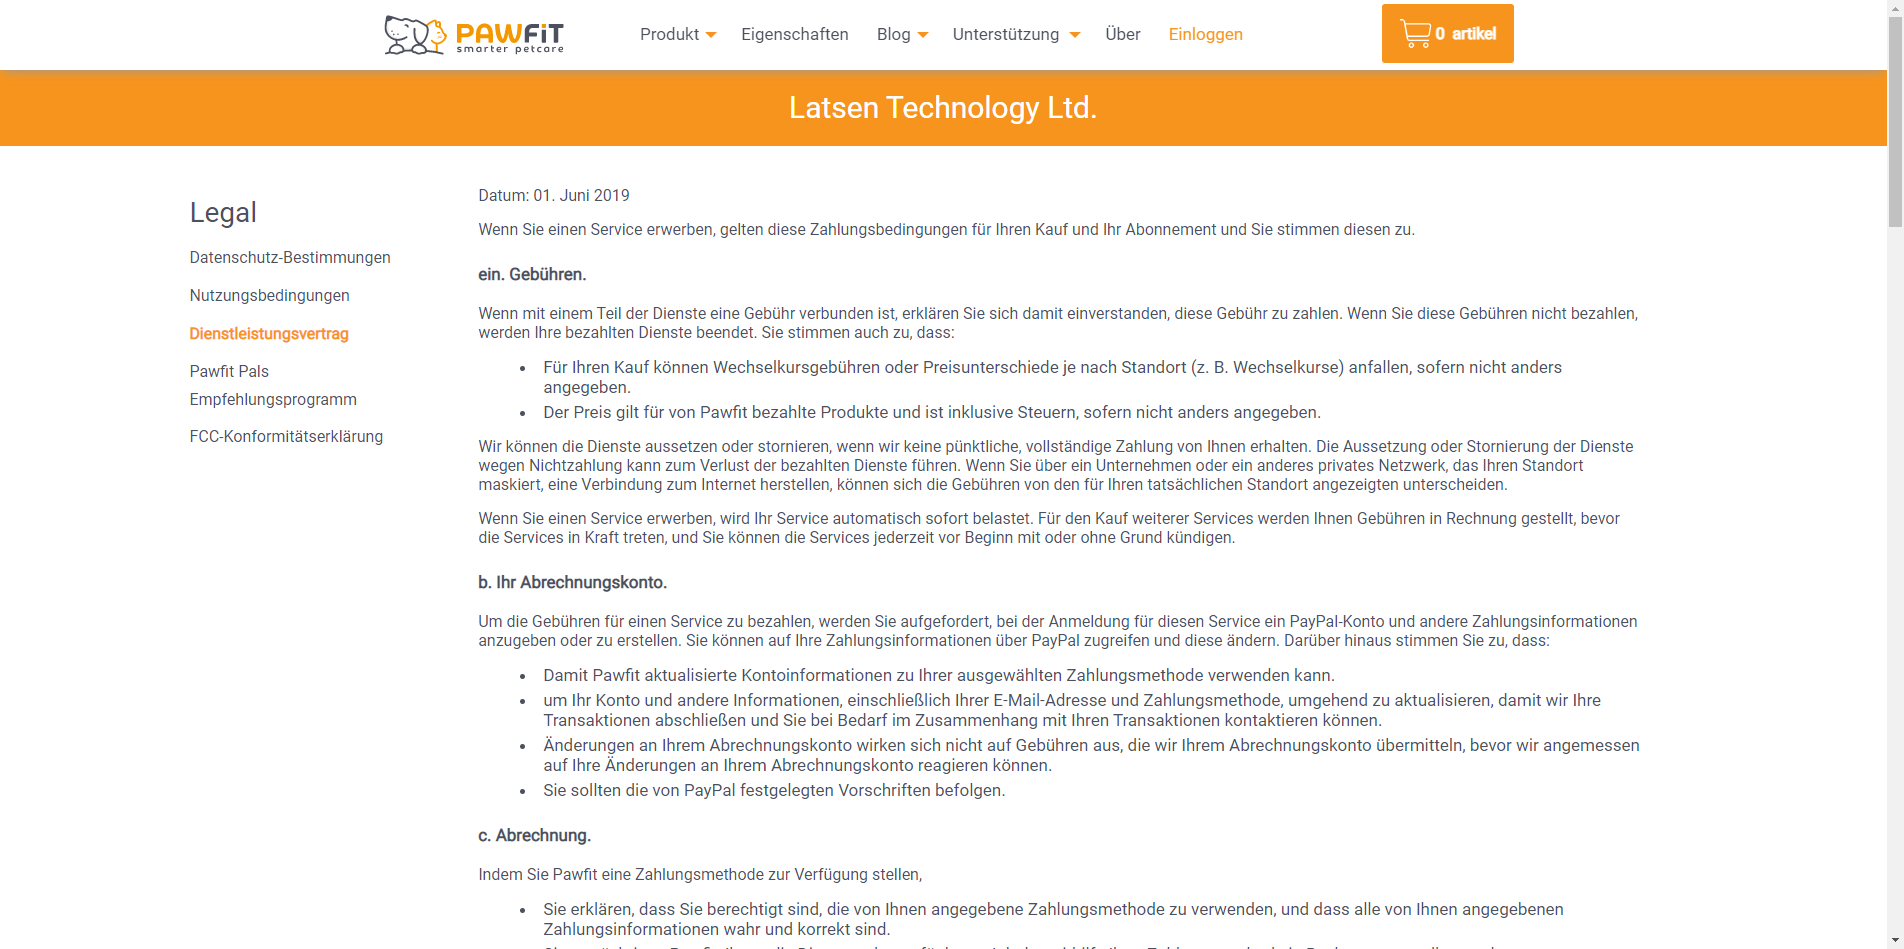 PAWFIT
smarter petcare
Produkt
Eigenschaften
Blog
Unterstützung
Über
Einloggen
0 artikel
Latsen Technology Ltd.
Legal
Datenschutz-Bestimmungen
Nutzungsbedingungen
Dienstleistungsvertrag
Pawfit Pals
Empfehlungsprogramm
FCC-Konformitätserklärung
Datum: 01. Juni 2019
Wenn Sie einen Service erwerben, gelten diese Zahlungsbedingungen für Ihren Kauf und Ihr Abonnement und Sie stimmen diesen zu.
ein. Gebühren.
Wenn mit einem Teil der Dienste eine Gebühr verbunden ist, erklären Sie sich damit einverstanden, diese Gebühr zu zahlen. Wenn Sie diese Gebühren nicht bezahlen,
werden Ihre bezahlten Dienste beendet. Sie stimmen auch zu, dass:
• Für Ihren Kauf können Wechselkursgebühren oder Preisunterschiede je nach Standort (z. B. Wechselkurse) anfallen, sofern nicht anders
angegeben.
• Der Preis gilt für von Pawfit bezahlte Produkte und ist inklusive Steuern, sofern nicht anders angegeben.
Wir können die Dienste aussetzen oder stornieren, wenn wir keine pünktliche, vollständige Zahlung von Ihnen erhalten. Die Aussetzung oder Stornierung der Dienste
wegen Nichtzahlung kann zum Verlust der bezahlten Dienste führen. Wenn Sie über ein Unternehmen oder ein anderes privates Netzwerk, das Ihren Standort
maskiert, eine Verbindung zum Internet herstellen, können sich die Gebühren von den für Ihren tatsächlichen Standort angezeigten unterscheiden.
Wenn Sie einen Service erwerben, wird Ihr Service automatisch sofort belastet. Für den Kauf weiterer Services werden Ihnen Gebühren in Rechnung gestellt, bevor
die Services in Kraft treten, und Sie können die Services jederzeit vor Beginn mit oder ohne Grund kündigen.
b. Ihr Abrechnungskonto.
Um die Gebühren für einen Service zu bezahlen, werden Sie aufgefordert, bei der Anmeldung für diesen Service ein PayPal-Konto und andere Zahlungsinformationen
anzugeben oder zu erstellen. Sie können auf Ihre Zahlungsinformationen über PayPal zugreifen und diese ändern. Darüber hinaus stimmen Sie zu, dass:
• Damit Pawfit aktualisierte Kontoinformationen zu Ihrer ausgewählten Zahlungsmethode verwenden kann.
• um Ihr Konto und andere Informationen, einschließlich Ihrer E-Mail-Adresse und Zahlungsmethode, umgehend zu aktualisieren, damit wir Ihre
Transaktionen abschließen und Sie bei Bedarf im Zusammenhang mit Ihren Transaktionen kontaktieren können.
• Änderungen an Ihrem Abrechnungskonto wirken sich nicht auf Gebühren aus, die wir Ihrem Abrechnungskonto übermitteln, bevor wir angemessen
auf Ihre Änderungen an Ihrem Abrechnungskonto reagieren können.
• Sie sollten die von PayPal festgelegten Vorschriften befolgen.
c. Abrechnung.
Indem Sie Pawfit eine Zahlungsmethode zur Verfügung stellen,
• Sie erklären, dass Sie berechtigt sind, die von Ihnen angegebene Zahlungsmethode zu verwenden, und dass alle von Ihnen angegebenen
Zahlungsinformationen wahr und korrekt sind.